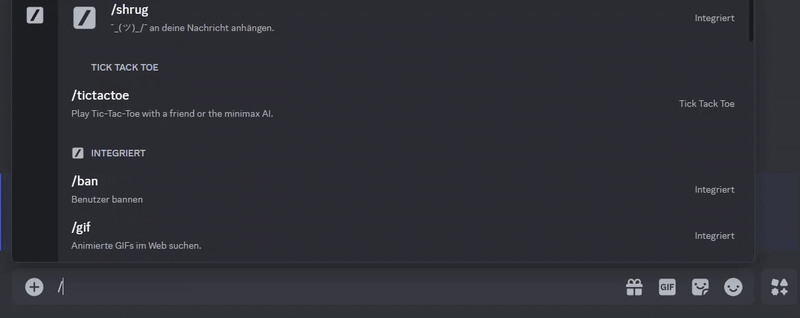 /shrug
¯\_(ツ)_/¯ an deine Nachricht anhängen.
Integriert
TICK TACK TOE
/tictactoe
Play Tic-Tac-Toe with a friend or the minimax AI.
Tick Tack Toe
INTEGRIERT
/ban
Benutzer bannen
Integriert
/gif
Animierte GIFs im Web suchen.
Integriert
/
GIF